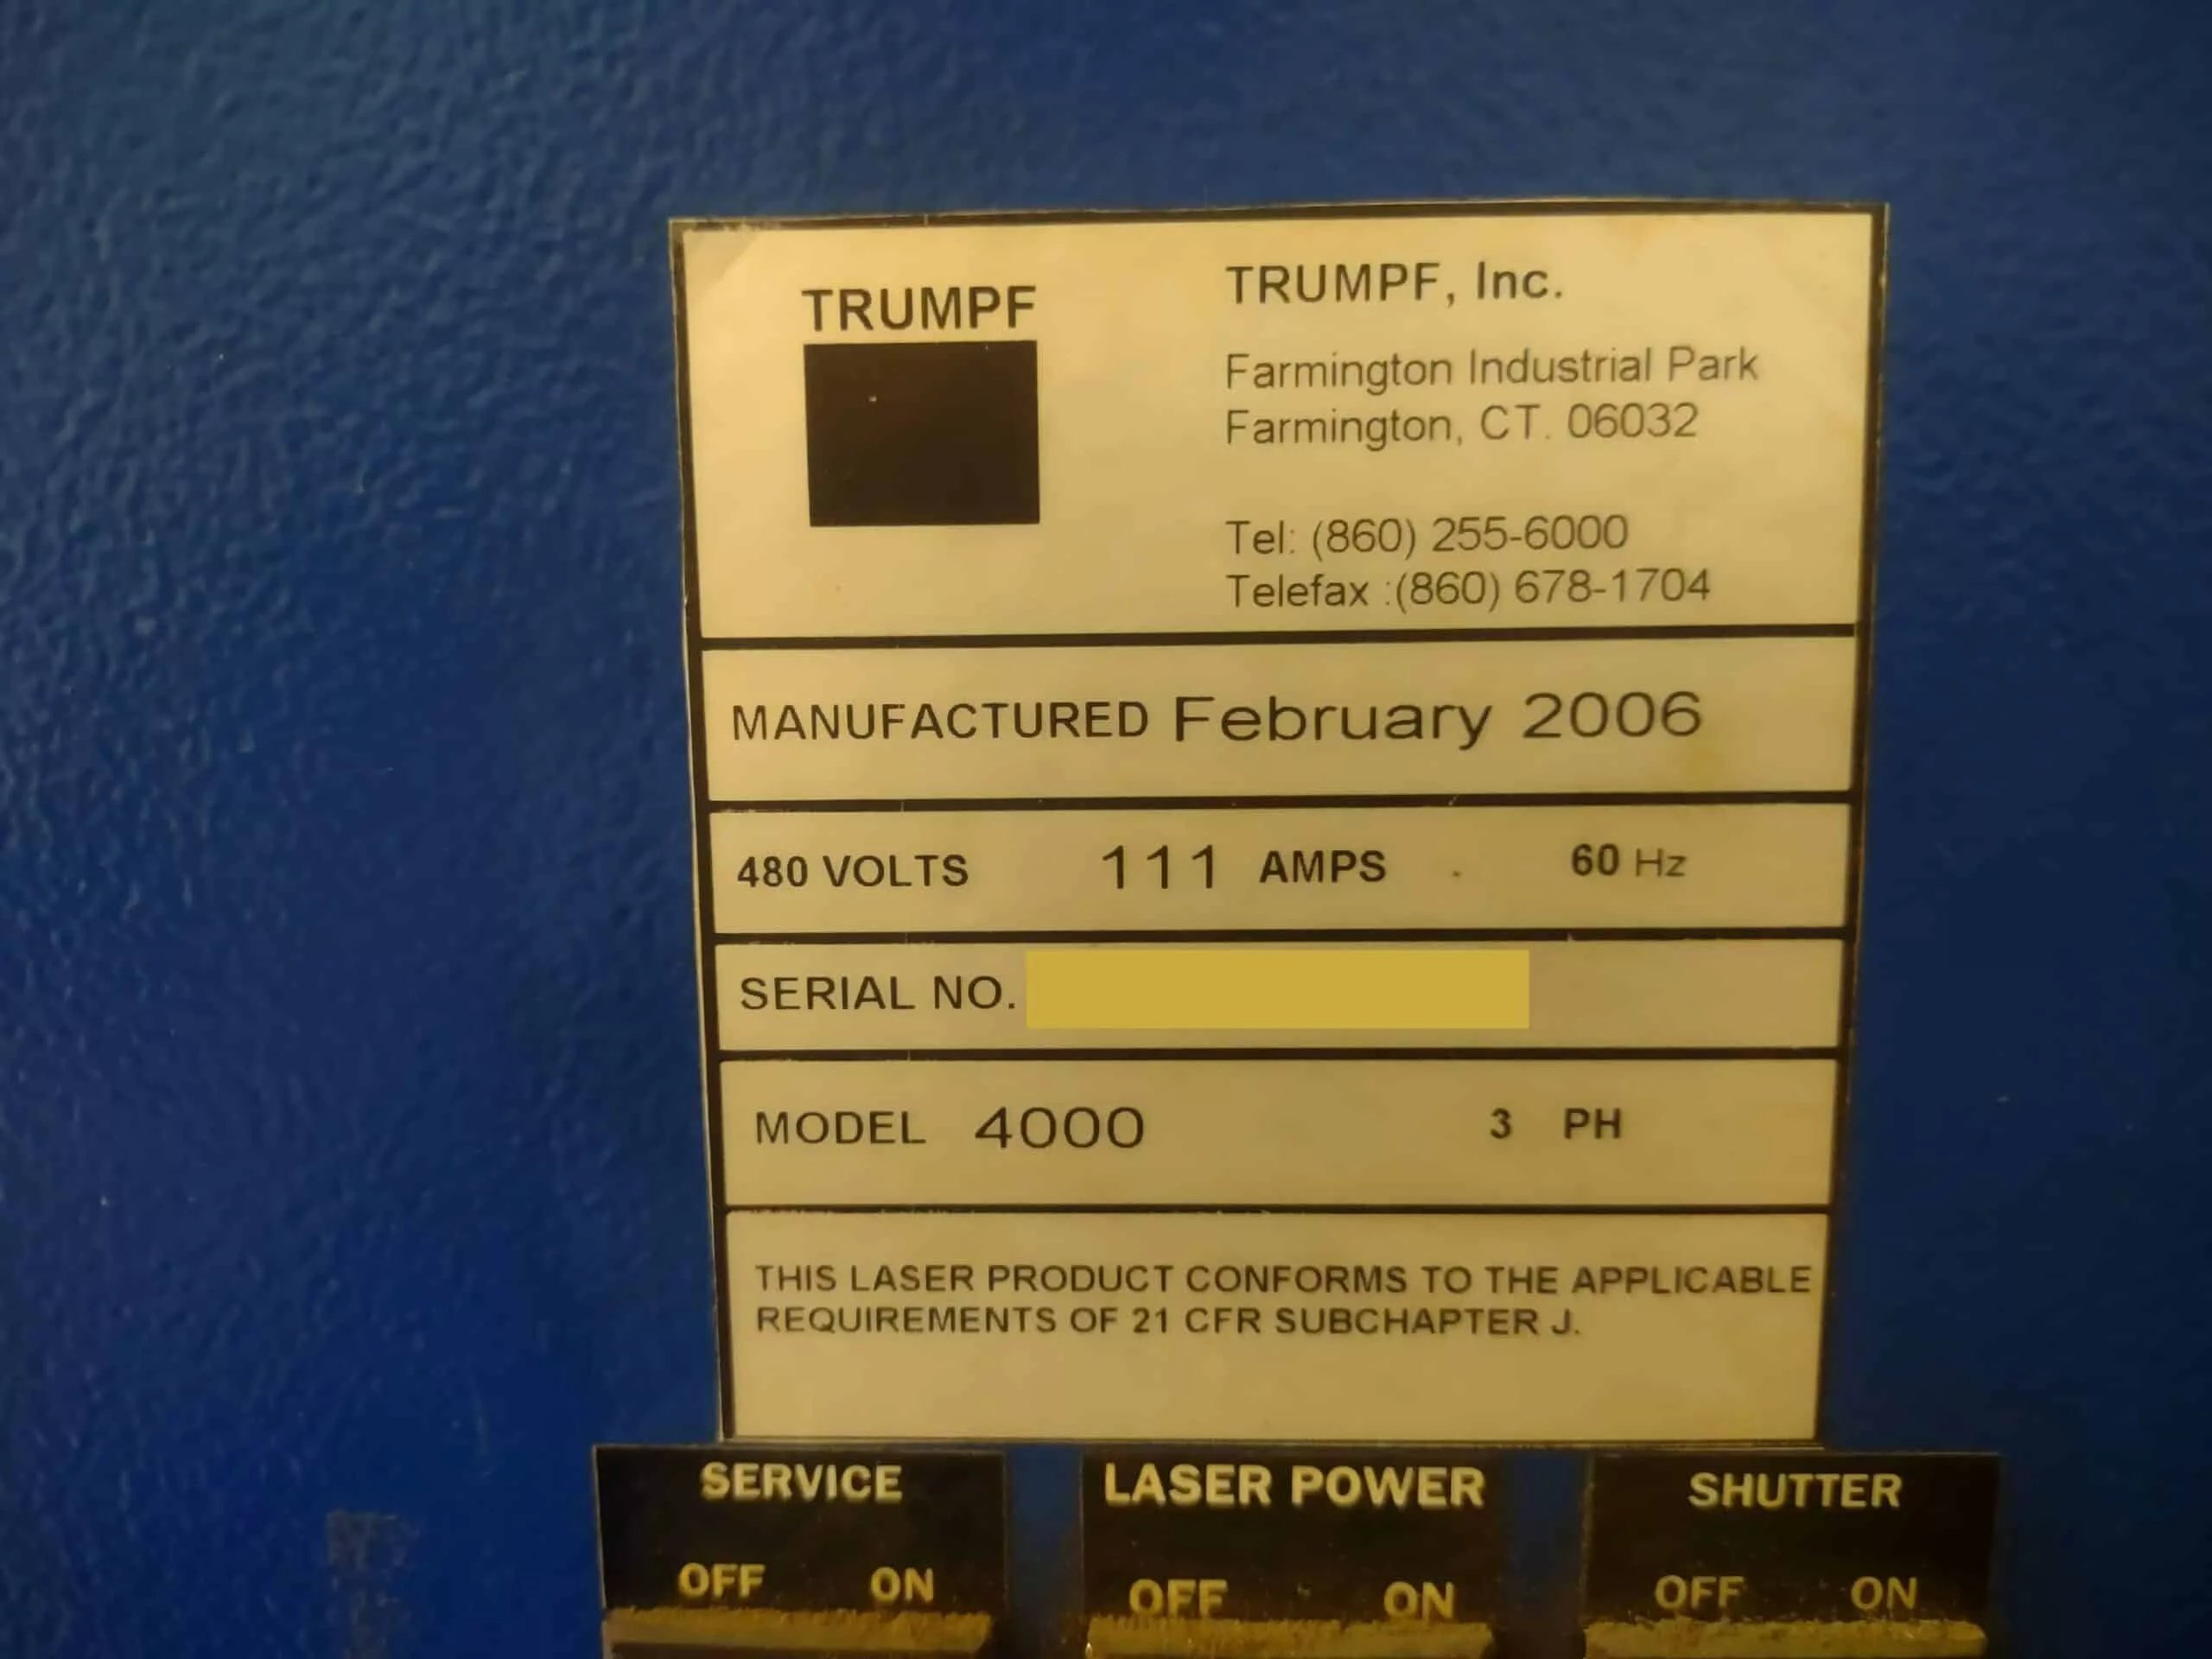 TRUMPF
TRUMPF, Inc.
Farmington Industrial Park
Farmington, CT. 06032
Tel: (860) 255-6000
Telefax :(860) 678-1704
MANUFACTURED February 2006
480 VOLTS 111 AMPS 60 Hz
SERIAL NO.
MODEL 4000 3 PH
THIS LASER PRODUCT CONFORMS TO THE APPLICABLE
REQUIREMENTS OF 21 CFR SUBCHAPTER J.
SERVICE
OFF ON
LASER POWER
OFF ON
SHUTTER
OFF ON